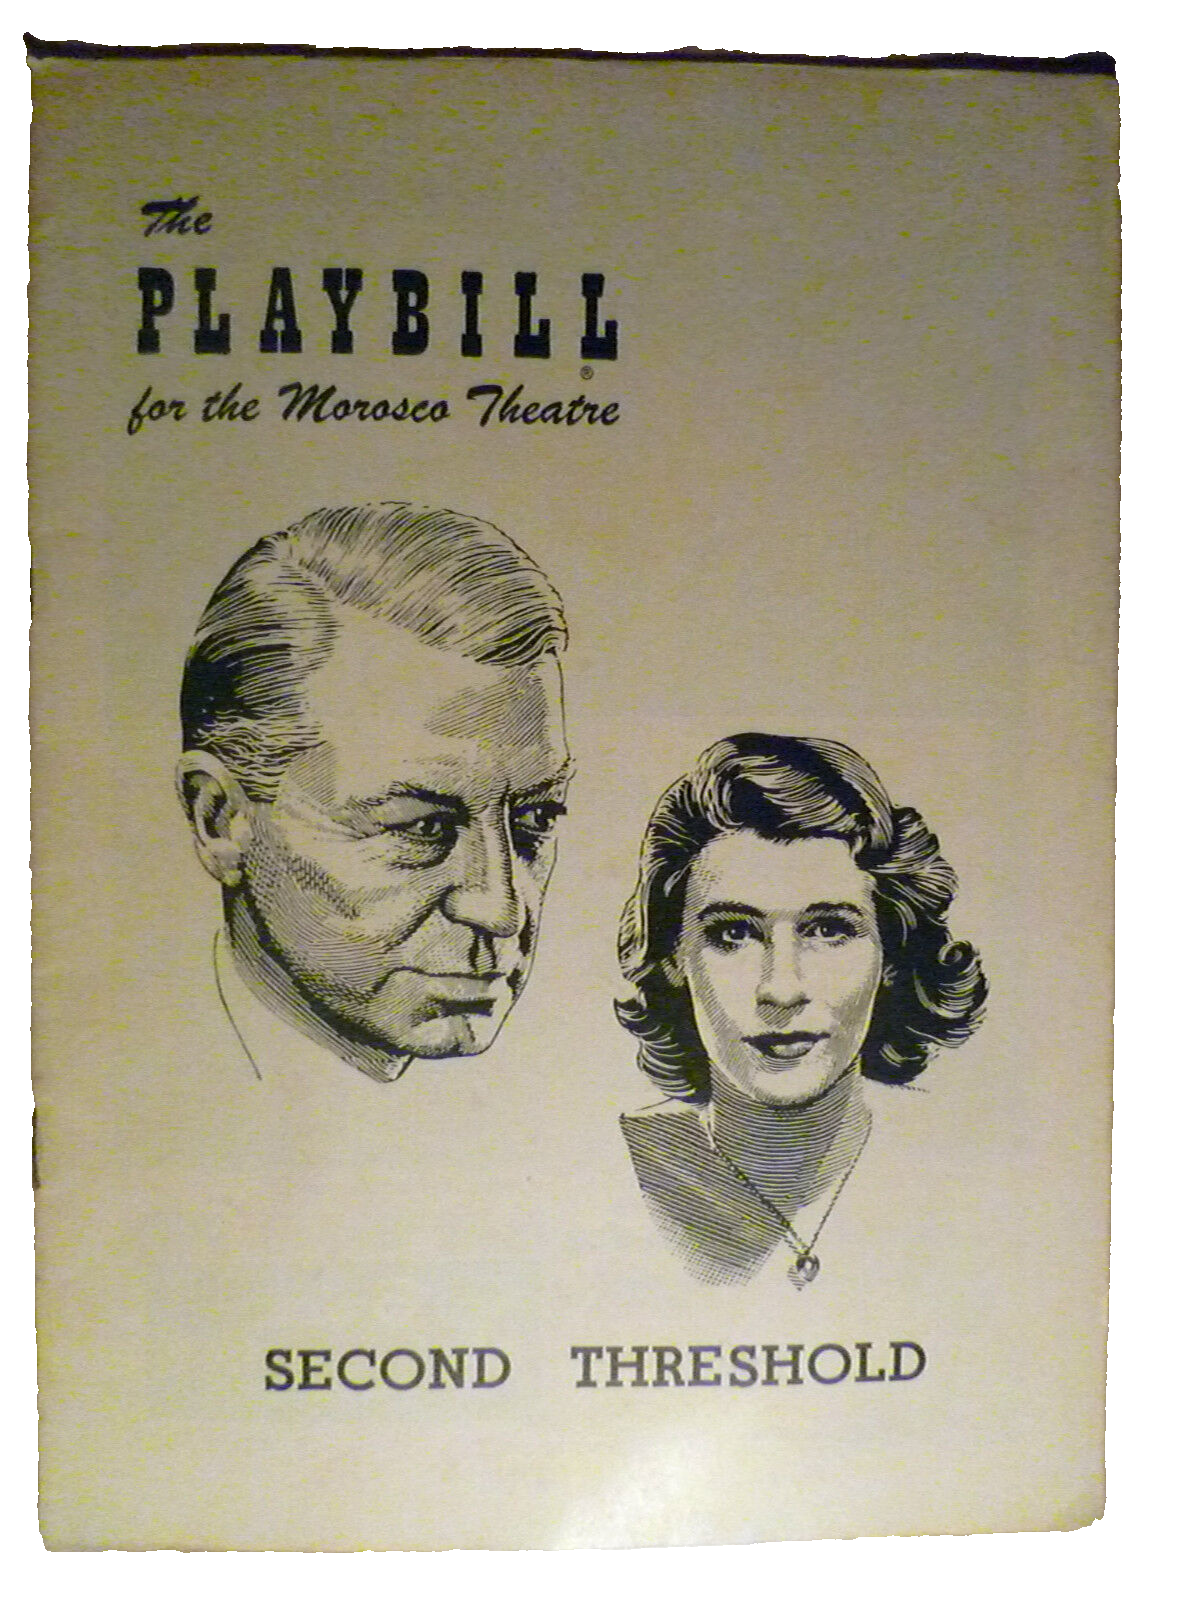 The
PLAYBILL
®
for the Morosco Theatre
SECOND THRESHOLD